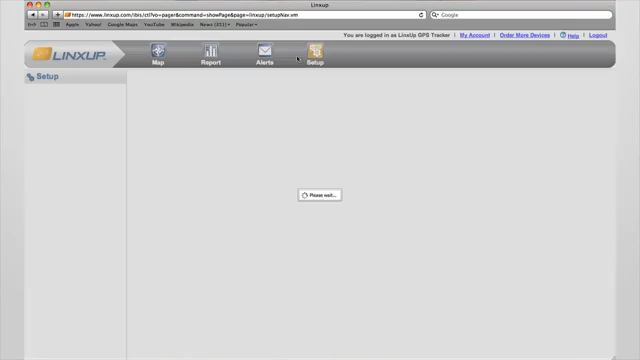 Linxup
https://www.linxup.com/ibis/ctl?vo=pager&command=showPage&page=linxup/setupNav.vm
Google
Apple Yahoo! Google Maps YouTube Wikipedia News (311) Popular
You are logged in as LinxUp GPS Tracker My Account Order More Devices Help Logout
LINXUP
Map Report Alerts Setup
Setup
Please wait...